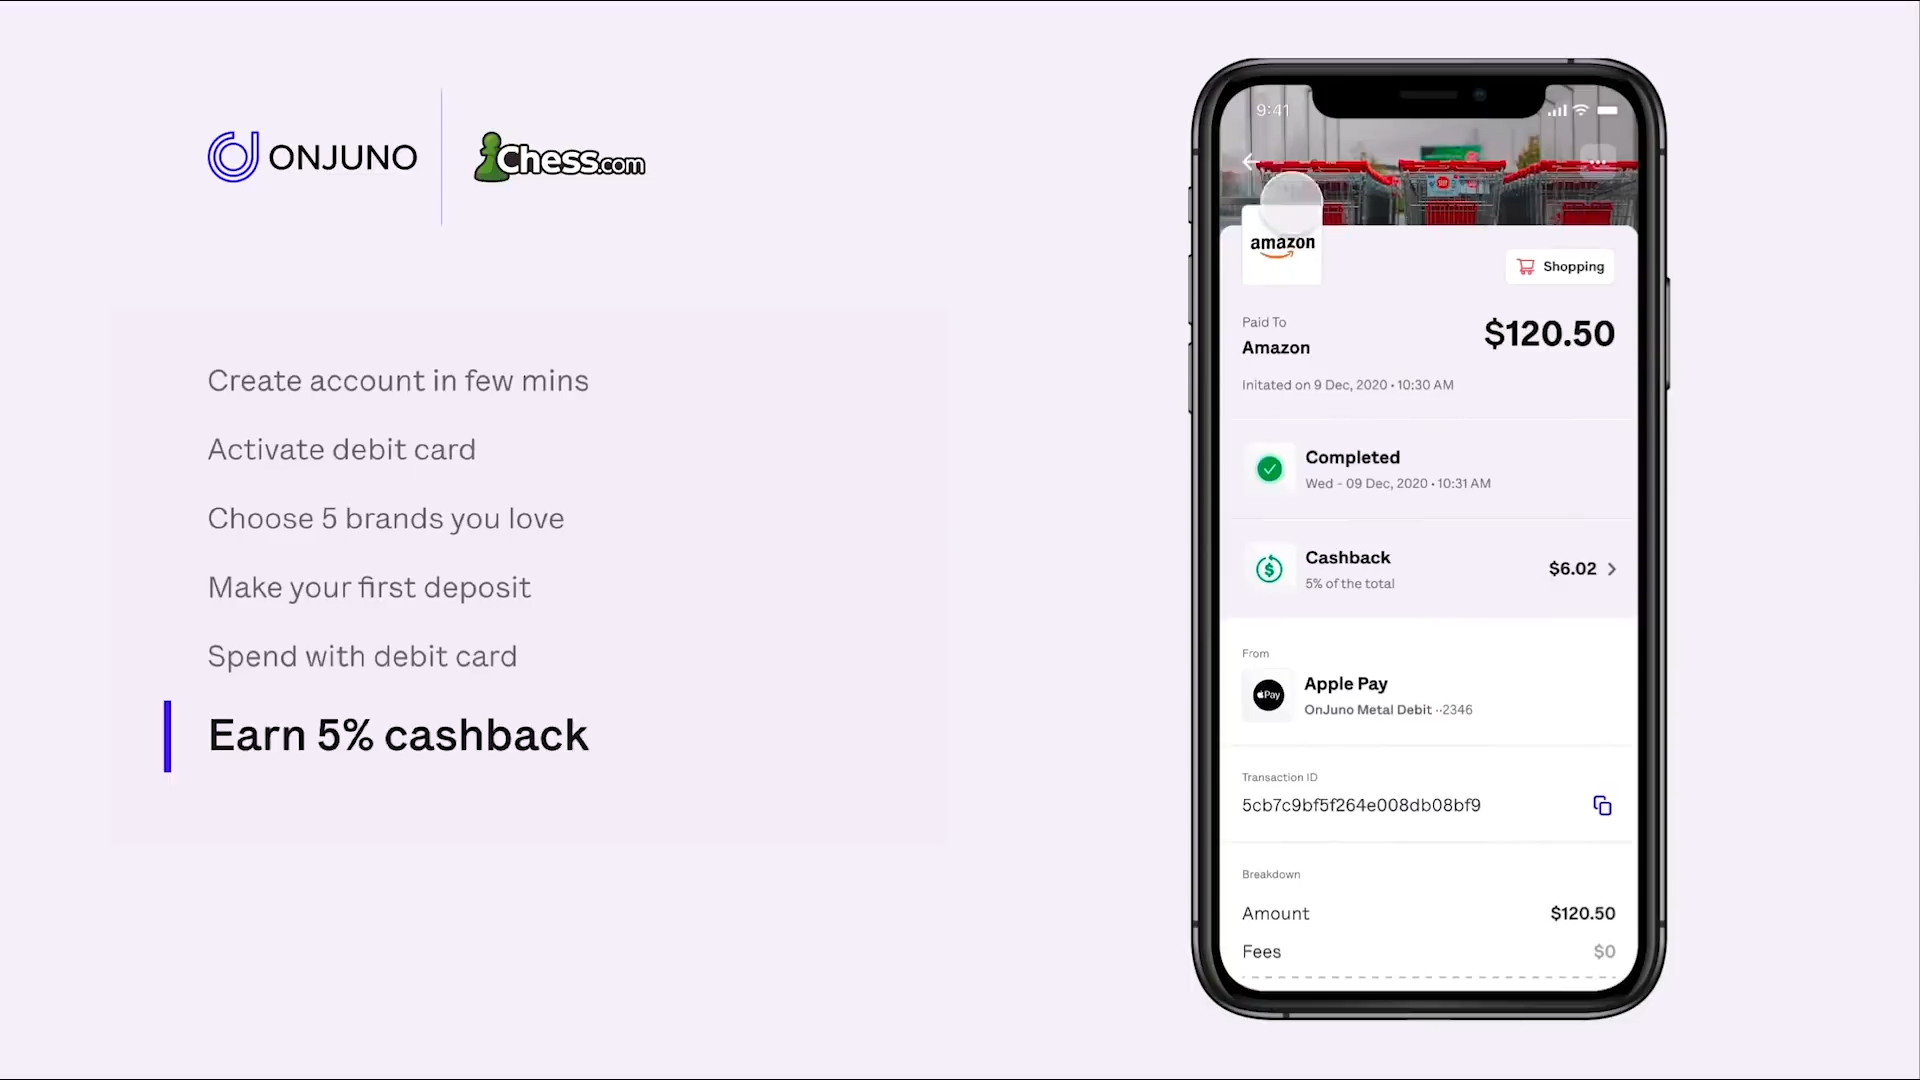 ONJUNO
Chess.com
Create account in few mins
Activate debit card
Choose 5 brands you love
Make your first deposit
Spend with debit card
Earn 5% cashback
9:41
amazon
Shopping
Paid To
$120.50
Amazon
Initated on 9 Dec, 2020 • 10:30 AM
Completed
Wed - 09 Dec, 2020 • 10:31 AM
Cashback
$6.02
5% of the total
From
Pay
Apple Pay
OnJuno Metal Debit ··2346
Transaction ID
5cb7c9bf5f264e008db08bf9
Breakdown
Amount $120.50
Fees $0